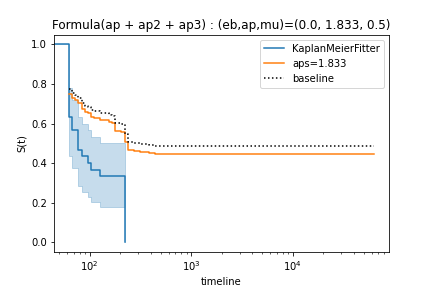 Formula(ap + ap2 + ap3) : (eb,ap,mu)=(0.0, 1.833, 0.5)
KaplanMeierFitter
aps=1.833
baseline
S(t)
1.0
0.8
0.6
0.4
0.2
0.0
10² 10³ 10⁴
timeline